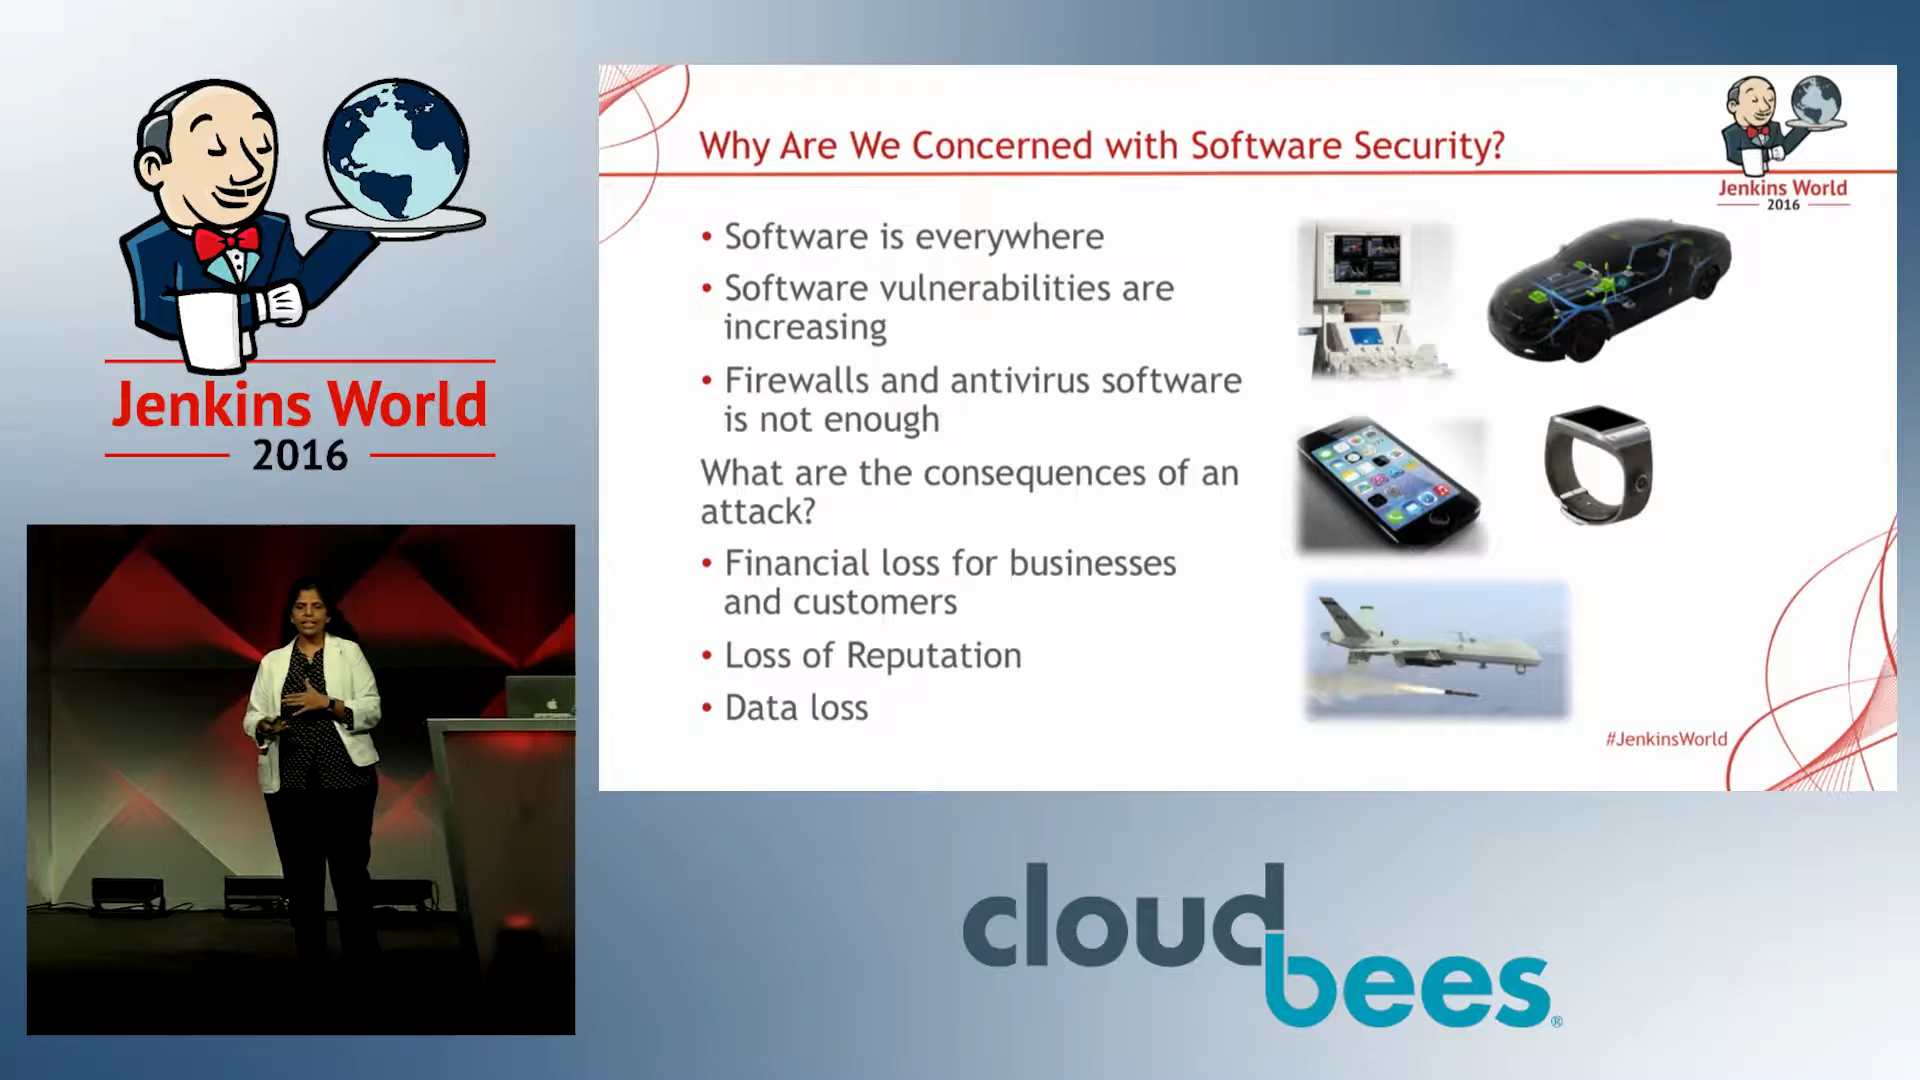 Jenkins World
2016
Why Are We Concerned with Software Security?
Jenkins World
2016
• Software is everywhere
• Software vulnerabilities are
increasing
• Firewalls and antivirus software
is not enough
What are the consequences of an
attack?
• Financial loss for businesses
and customers
• Loss of Reputation
• Data loss
#JenkinsWorld
cloud
bees®